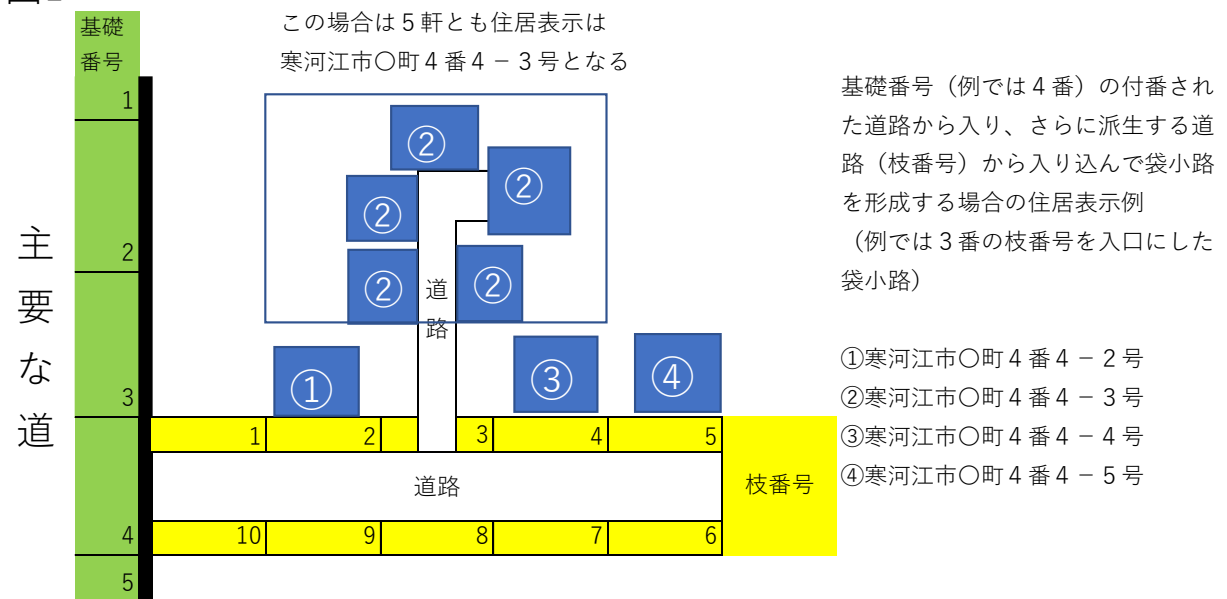 基礎
番号
この場合は５軒とも住居表示は
寒河江市〇町４番４－３号となる
1
2
3
4
5
主要な道
基礎番号（例では４番）の付番され
た道路から入り、さらに派生する道
路（枝番号）から入り込んで袋小路
を形成する場合の住居表示例
（例では３番の枝番号を入口にした
袋小路）
②
②
②
②
②
道路
①
③
④
①寒河江市〇町４番４－２号
②寒河江市〇町４番４－３号
③寒河江市〇町４番４－４号
④寒河江市〇町４番４－５号
1 2 3 4 5
道路
枝番号
10 9 8 7 6